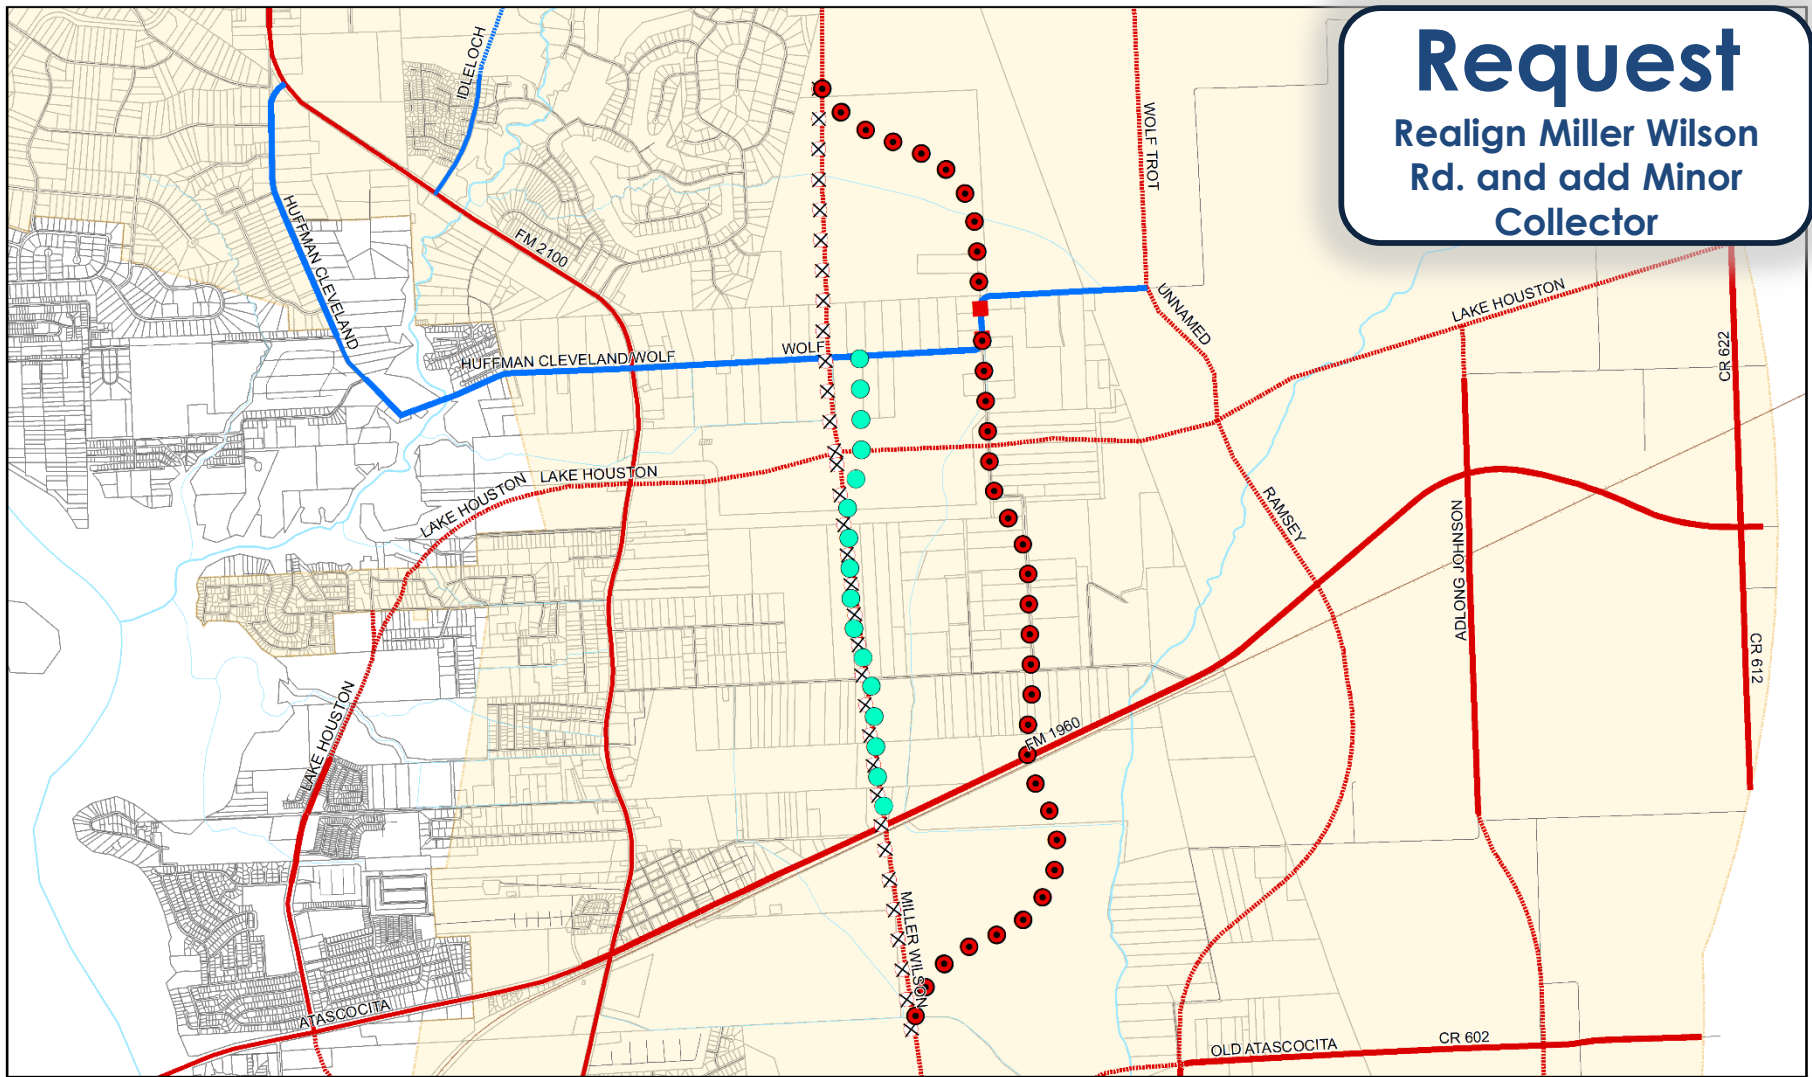 Request
Realign Miller Wilson
Rd. and add Minor
Collector
IDLELOCH
WOLF TROT
HUFFMAN CLEVELAND
FM 2100
UNNAMED
LAKE HOUSTON
CR 622
WOLF
HUFFMAN CLEVELAND/WOLF
LAKE HOUSTON
LAKE HOUSTON
RAMSEY
ADLONG JOHNSON
CR 612
LAKE HOUSTON
FM 1960
MILLER WILSON
ATASCOCITA
OLD ATASCOCITA
CR 602